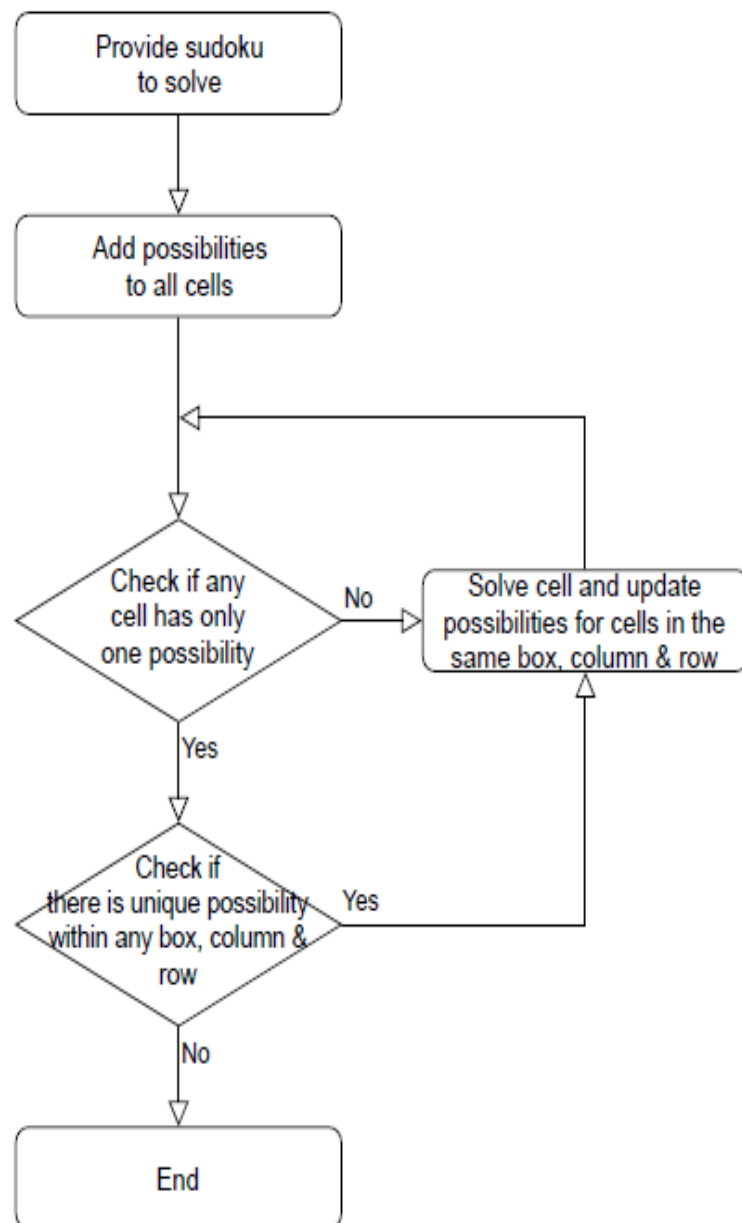 Provide sudoku
to solve
Add possibilities
to all cells
Check if any
cell has only
one possibility
No
Solve cell and update
possibilities for cells in the
same box, column & row
Yes
Check if
there is unique possibility
within any box, column &
row
Yes
No
End